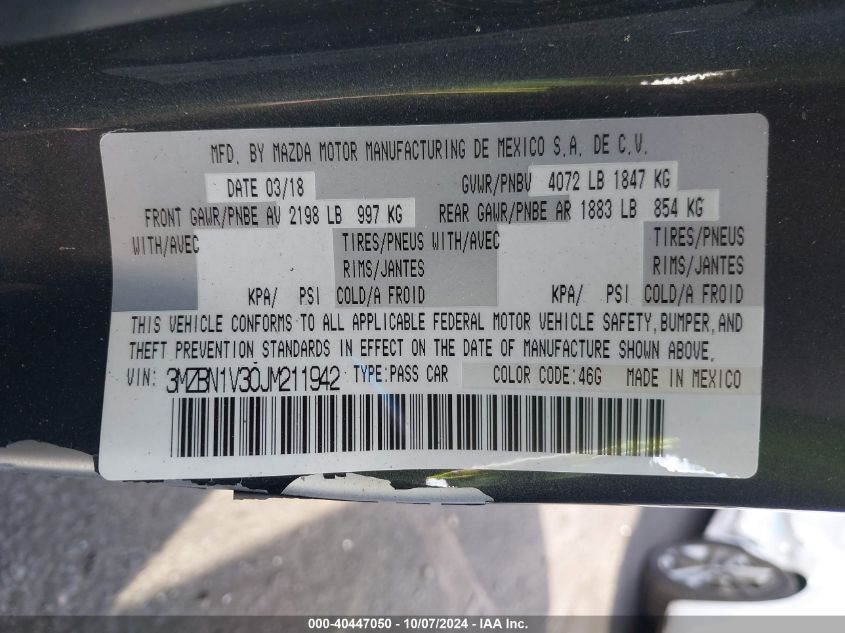 MFD. BY MAZDA MOTOR MANUFACTURING DE MEXICO S.A. DE C.V.
DATE 03/18 GVWR/PNBV 4072 LB 1847 KG
FRONT GAWR/PNBE AV 2198 LB 997 KG REAR GAWR/PNBE AR 1883 LB 854 KG
WITH/AVEC TIRES/PNEUS WITH/AVEC TIRES/PNEUS
RIMS/JANTES RIMS/JANTES
KPA/ PSI COLD/A FROID KPA/ PSI COLD/A FROID
THIS VEHICLE CONFORMS TO ALL APPLICABLE FEDERAL MOTOR VEHICLE SAFETY, BUMPER, AND
THEFT PREVENTION STANDARDS IN EFFECT ON THE DATE OF MANUFACTURE SHOWN ABOVE.
VIN: 3MZBN1V30JM211942 TYPE:PASS CAR COLOR CODE:46G MADE IN MEXICO
000-40447050 - 10/07/2024 - IAA Inc.